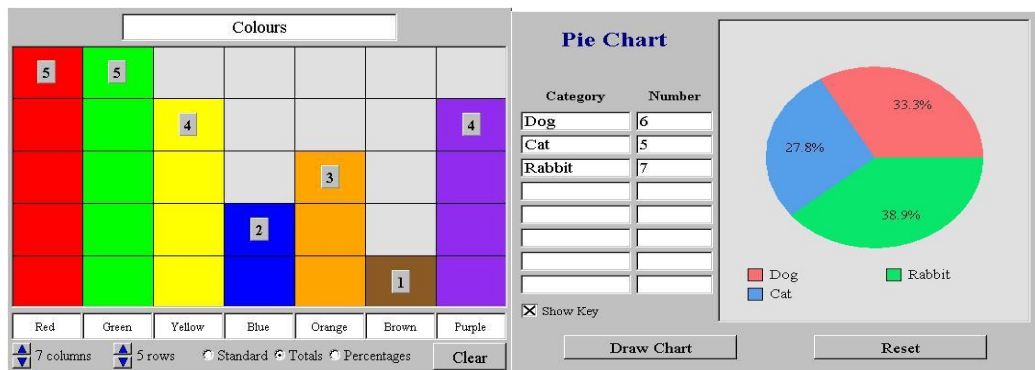 Colours
5 5
4 4
3
2
1
Red Green Yellow Blue Orange Brown Purple
7 columns 5 rows Standard Totals Percentages Clear
Pie Chart
Category Number
Dog 6
Cat 5
Rabbit 7
Show Key
33.3%
27.8%
38.9%
Dog Rabbit
Cat
Draw Chart Reset